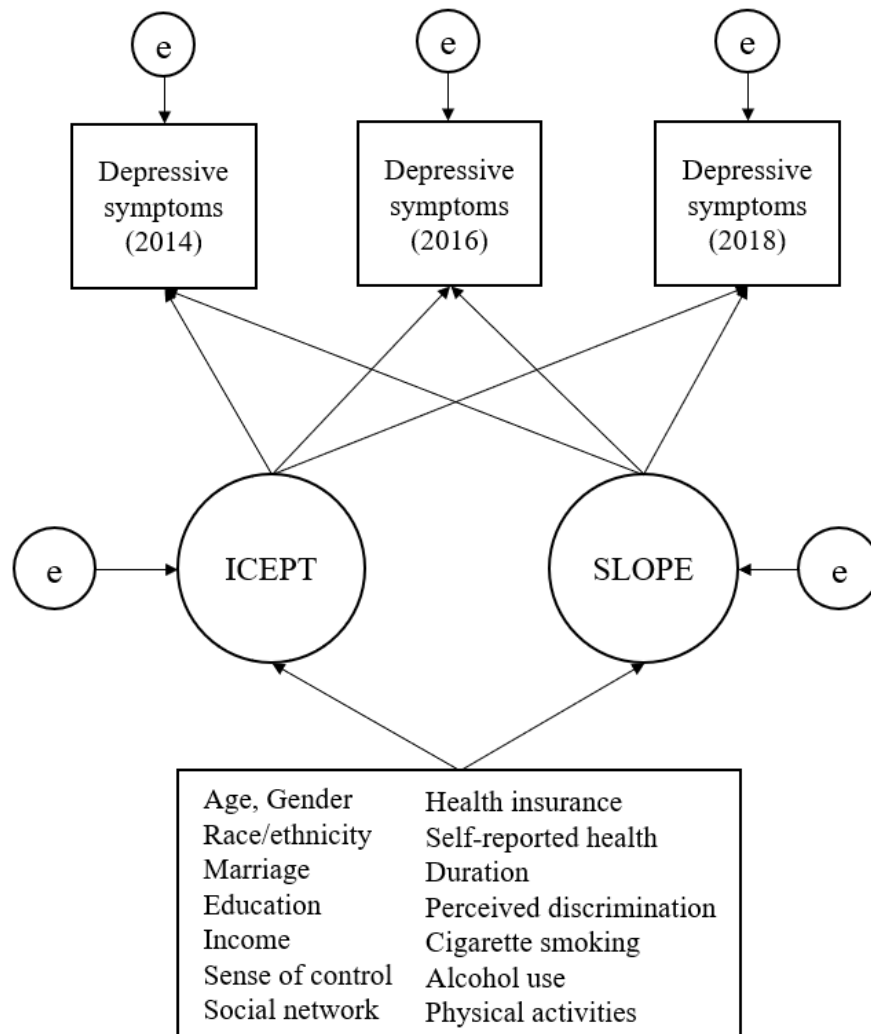 e
e
e
Depressive
symptoms
(2014)
Depressive
symptoms
(2016)
Depressive
symptoms
(2018)
e
ICEPT
SLOPE
e
Age, Gender
Race/ethnicity
Marriage
Education
Income
Sense of control
Social network
Health insurance
Self-reported health
Duration
Perceived discrimination
Cigarette smoking
Alcohol use
Physical activities